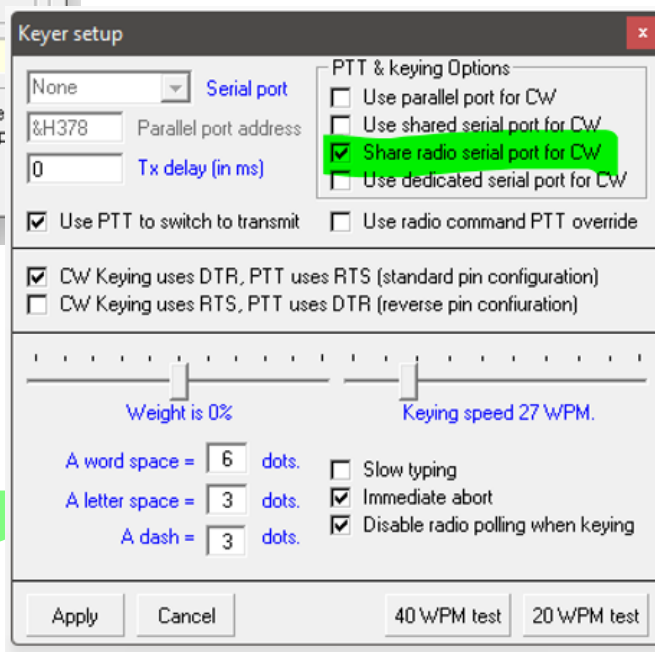 Keyer setup
x
None
Serial port
&H378
Parallel port address
0
Tx delay (in ms)
PTT & keying Options
Use parallel port for CW
Use shared serial port for CW
Share radio serial port for CW
Use dedicated serial port for CW
Use PTT to switch to transmit
Use radio command PTT override
CW Keying uses DTR, PTT uses RTS (standard pin configuration)
CW Keying uses RTS, PTT uses DTR (reverse pin confiuration)
Weight is 0%
Keying speed 27 WPM.
A word space = 6 dots.
A letter space = 3 dots.
A dash = 3 dots.
Slow typing
Immediate abort
Disable radio polling when keying
Apply
Cancel
40 WPM test
20 WPM test